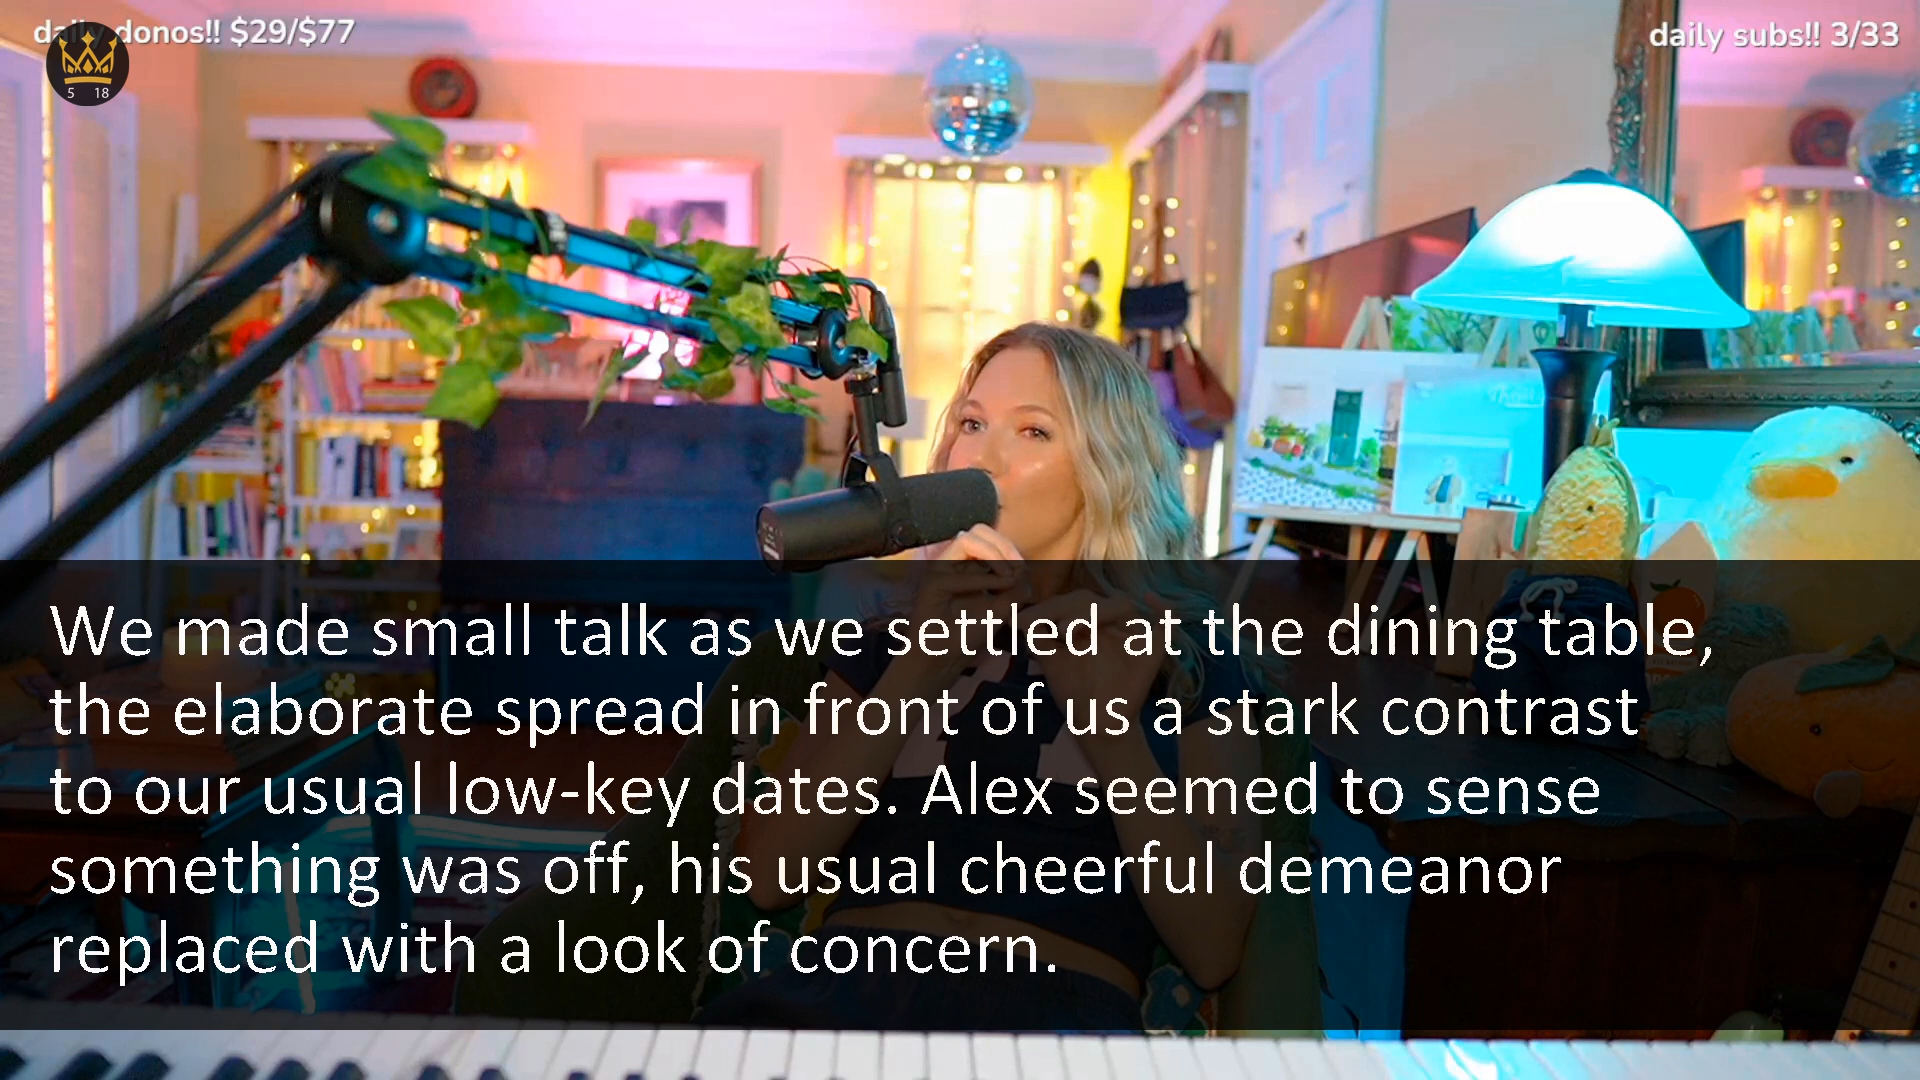 daily donos!! $29/$77
daily subs!! 3/33
5 18
We made small talk as we settled at the dining table,
the elaborate spread in front of us a stark contrast
to our usual low-key dates. Alex seemed to sense
something was off, his usual cheerful demeanor
replaced with a look of concern.